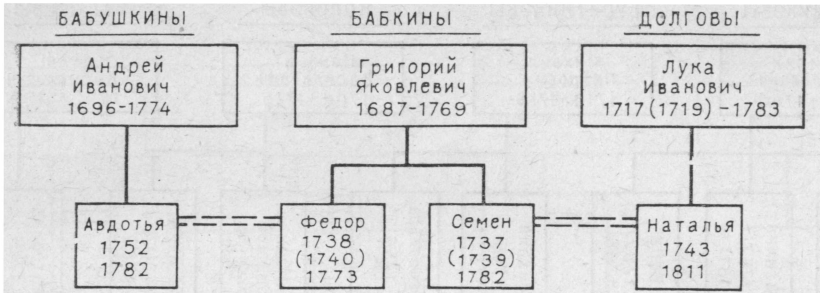 БАБУШКИНЫ
БАБКИНЫ
ДОЛГОВЫ
Андрей
Иванович
1696-1774
Григорий
Яковлевич
1687-1769
Лука
Иванович
1717(1719)-1783
Авдотья
1752
1782
Федор
1738
(1740)
1773
Семен
1737
(1739)
1782
Наталья
1743
1811